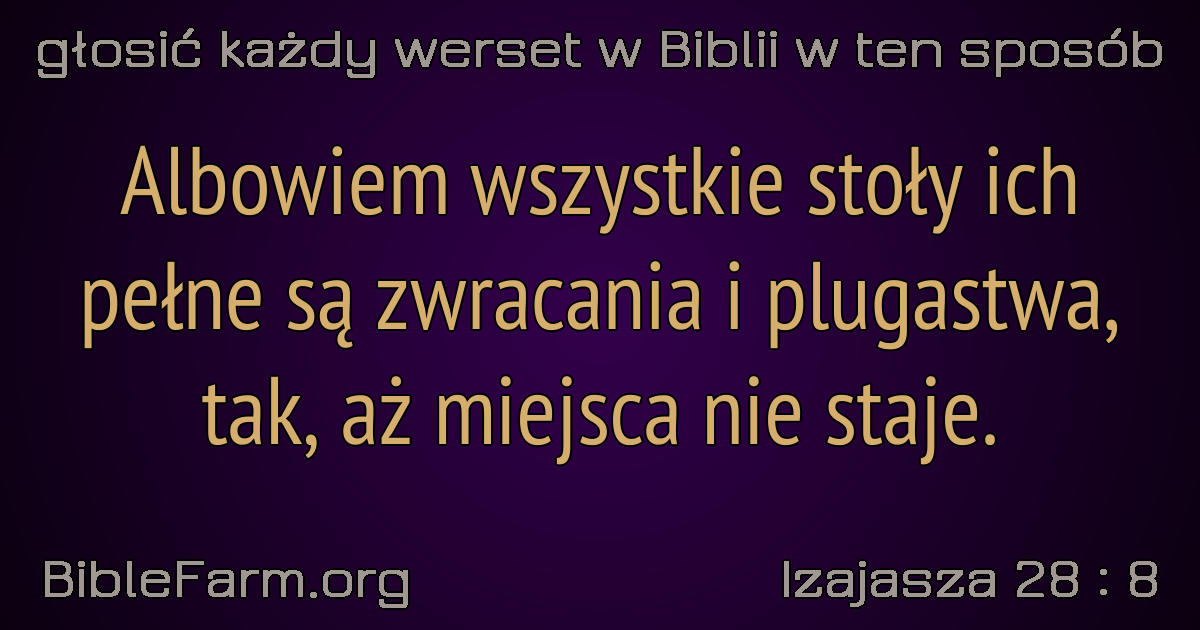 głosić każdy werset w Biblii w ten sposób
Albowiem wszystkie stoły ich
pełne są zwracania i plugastwa,
tak, aż miejsca nie staje.
BibleFarm.org
Izajasza 28 : 8